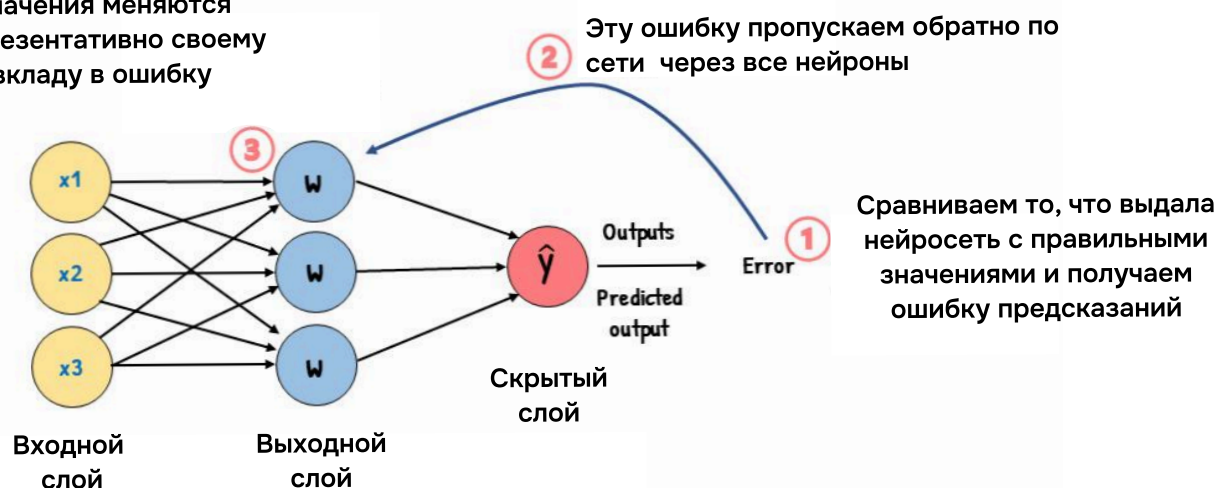 начения меняются
езентативно своему
вкладу в ошибку
2
Эту ошибку пропускаем обратно по
сети через все нейроны
3
x1
w
x2
w
x3
w
ŷ
Outputs
Predicted
output
Error
1
Сравниваем то, что выдала
нейросеть с правильными
значениями и получаем
ошибку предсказаний
Скрытый
слой
Входной
слой
Выходной
слой